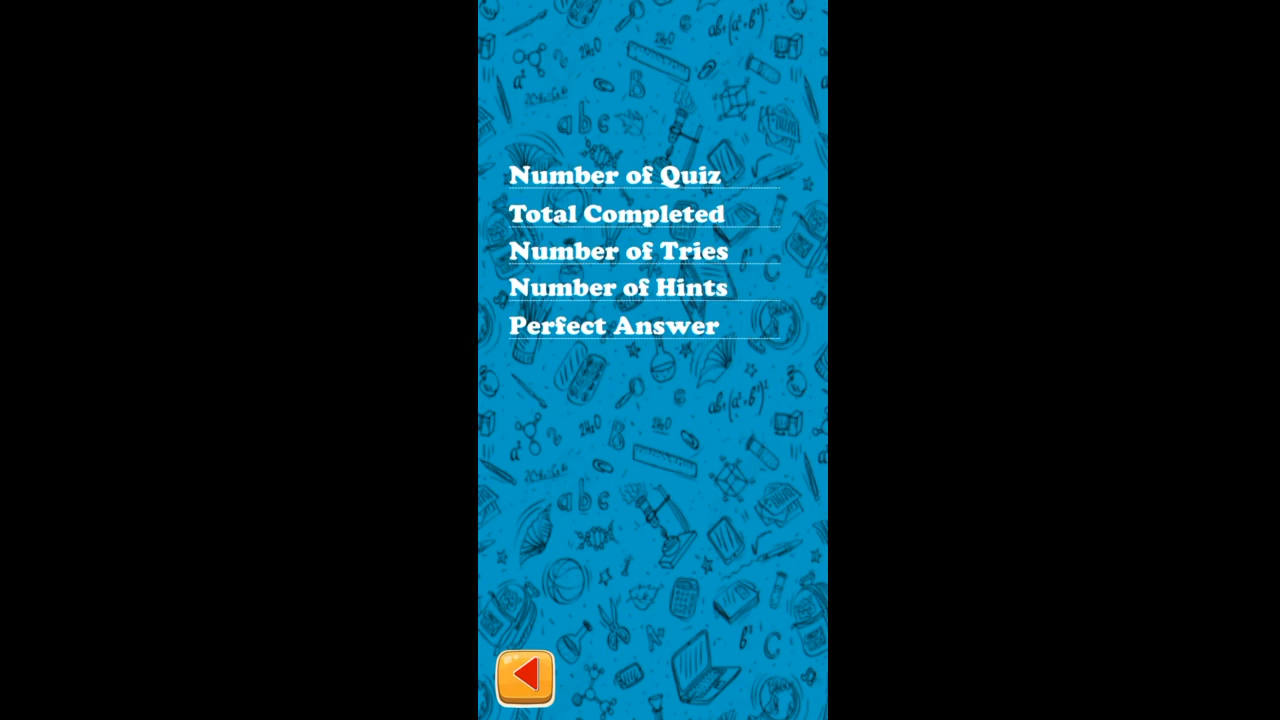 Number of Quiz
Total Completed
Number of Tries
Number of Hints
Perfect Answer